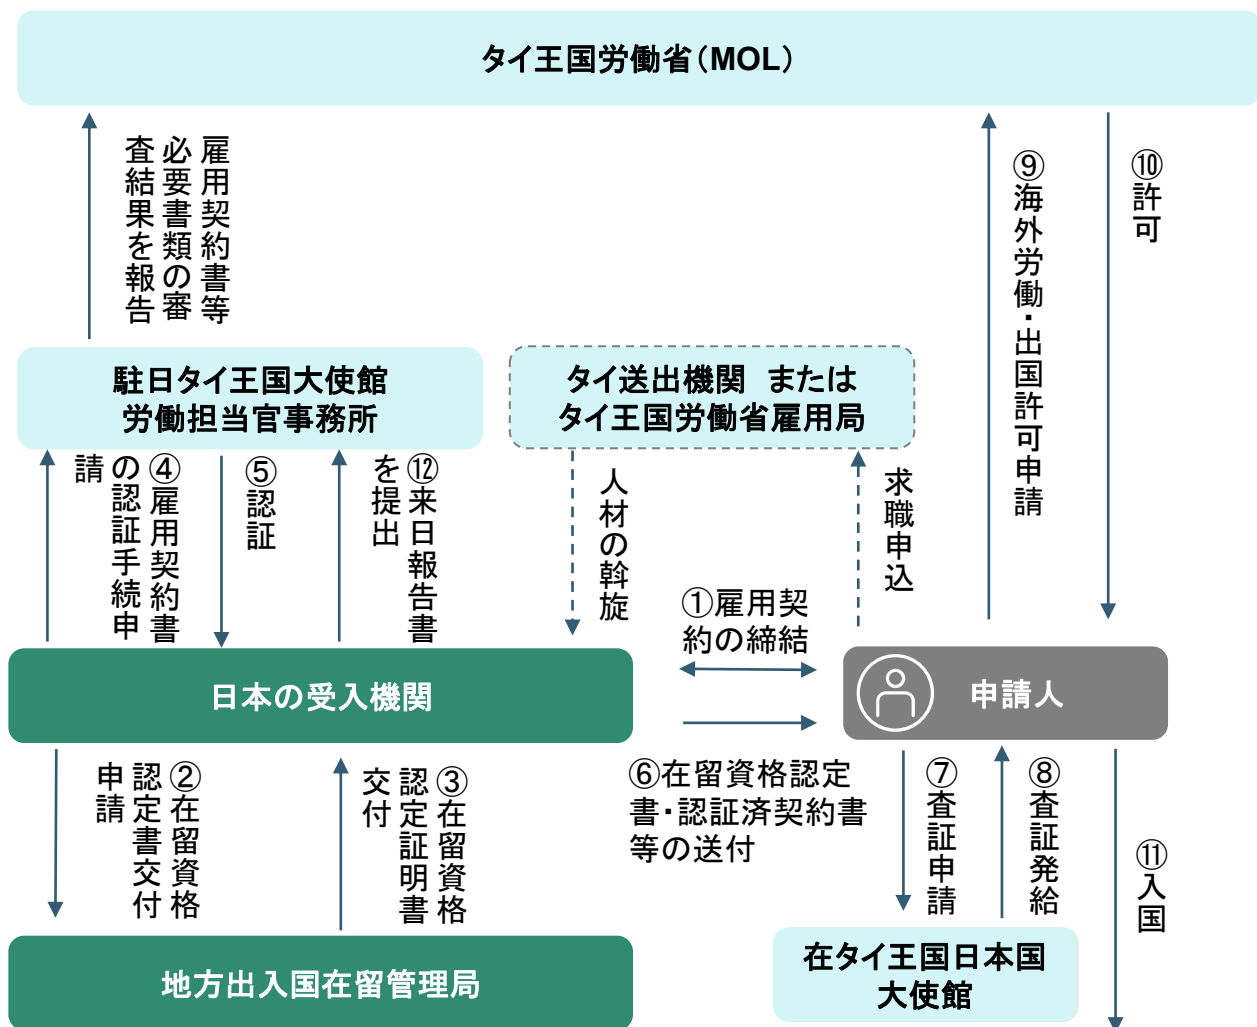 タイ王国労働省（MOL）
雇用契約書等
必要書類の審
査結果を報告
⑨海外労働・出国許可申請
⑩許可
駐日タイ王国大使館
労働担当官事務所
タイ送出機関　または
タイ王国労働省雇用局
④雇用契約書
の認証手続申
請
⑤認証
⑫来日報告書
を提出
人材の斡旋
求職申込
①雇用契
約の締結
日本の受入機関
申請人
②在留資格
認定書交付
申請
③在留資格
認定証明書
交付
⑥在留資格認定
書・認証済契約書
等の送付
⑦査証申請
⑧査証発給
⑪入国
地方出入国在留管理局
在タイ王国日本国
大使館